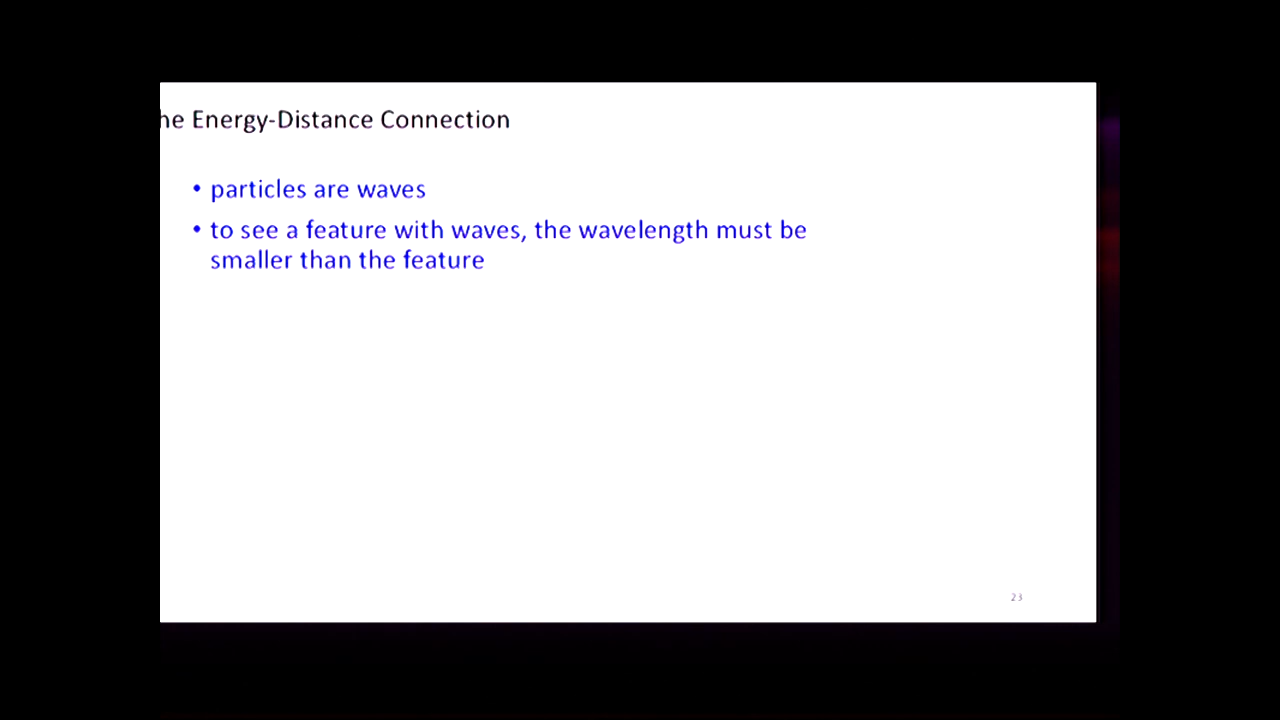 he Energy-Distance Connection
• particles are waves
• to see a feature with waves, the wavelength must be
smaller than the feature
23